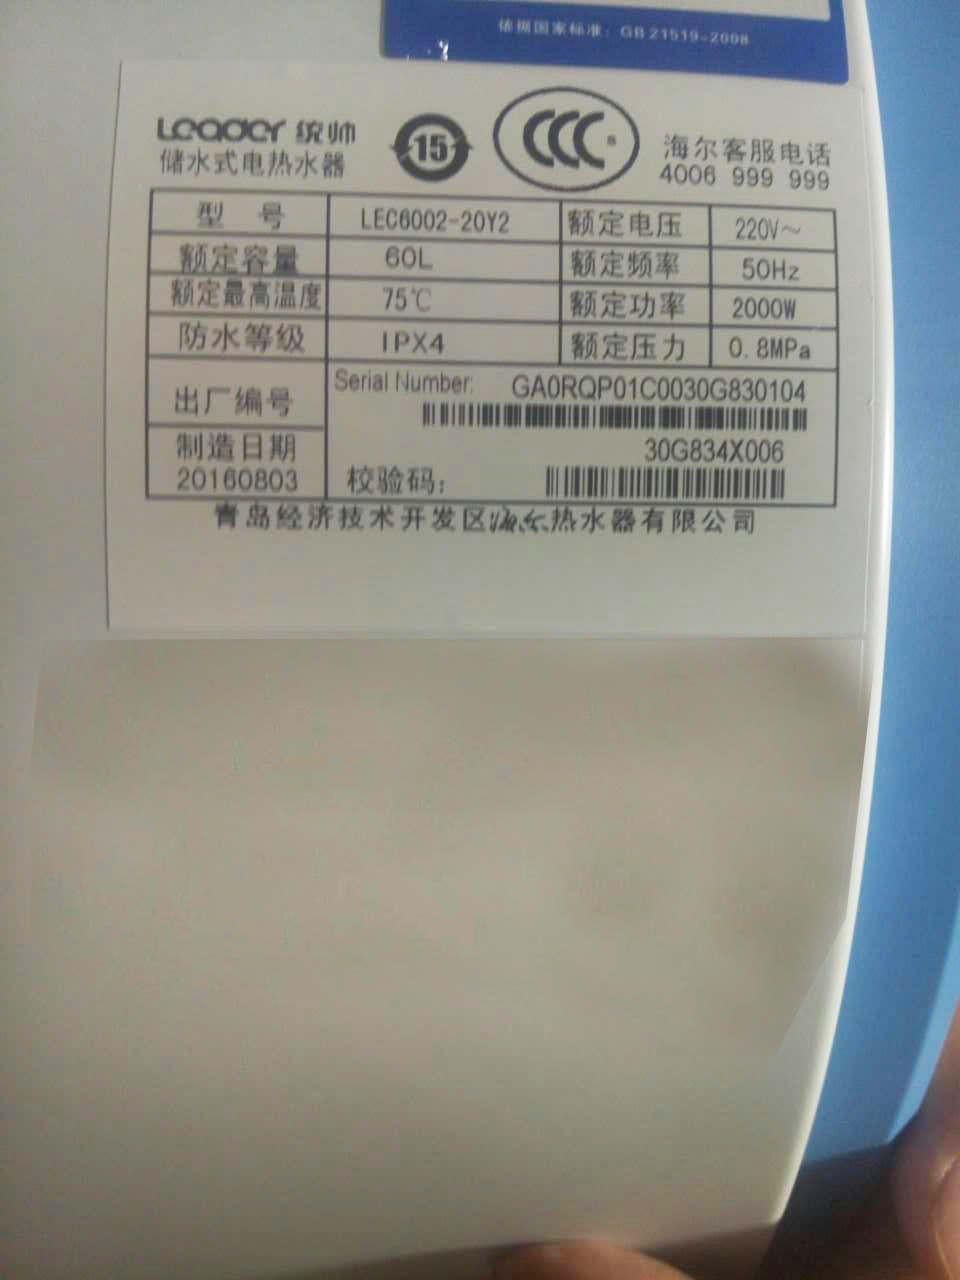 依据国家标准：GB 21519-2008
Leader 统帅
储水式电热水器
15
CCC S
海尔客服电话
4006 999 999
型 号 LEC6002-20Y2 额定电压 220V～
额定容量 60L 额定频率 50Hz
额定最高温度 75℃ 额定功率 2000W
防水等级 IPX4 额定压力 0.8MPa
出厂编号 Serial Number: GA0RQP01C0030G830104
制造日期 30G834X006
20160803 校验码：
青岛经济技术开发区海尔热水器有限公司